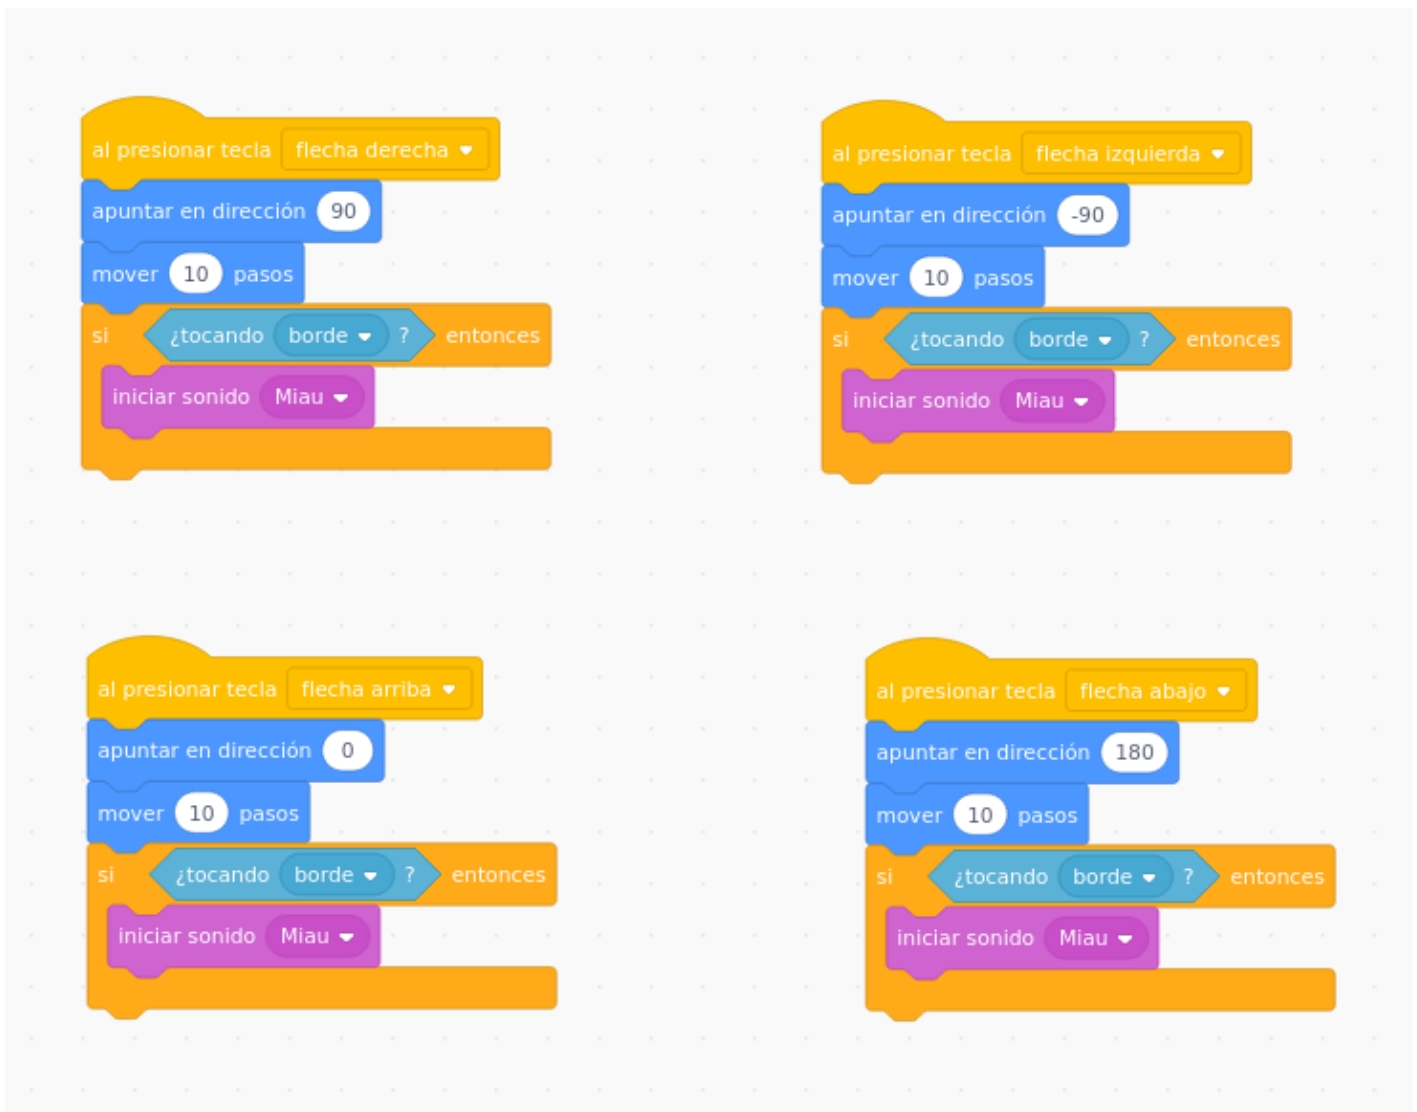 al presionar tecla flecha derecha
apuntar en dirección 90
mover 10 pasos
si ¿tocando borde ? entonces
iniciar sonido Miau
al presionar tecla flecha izquierda
apuntar en dirección -90
mover 10 pasos
si ¿tocando borde ? entonces
iniciar sonido Miau
al presionar tecla flecha arriba
apuntar en dirección 0
mover 10 pasos
si ¿tocando borde ? entonces
iniciar sonido Miau
al presionar tecla flecha abajo
apuntar en dirección 180
mover 10 pasos
si ¿tocando borde ? entonces
iniciar sonido Miau